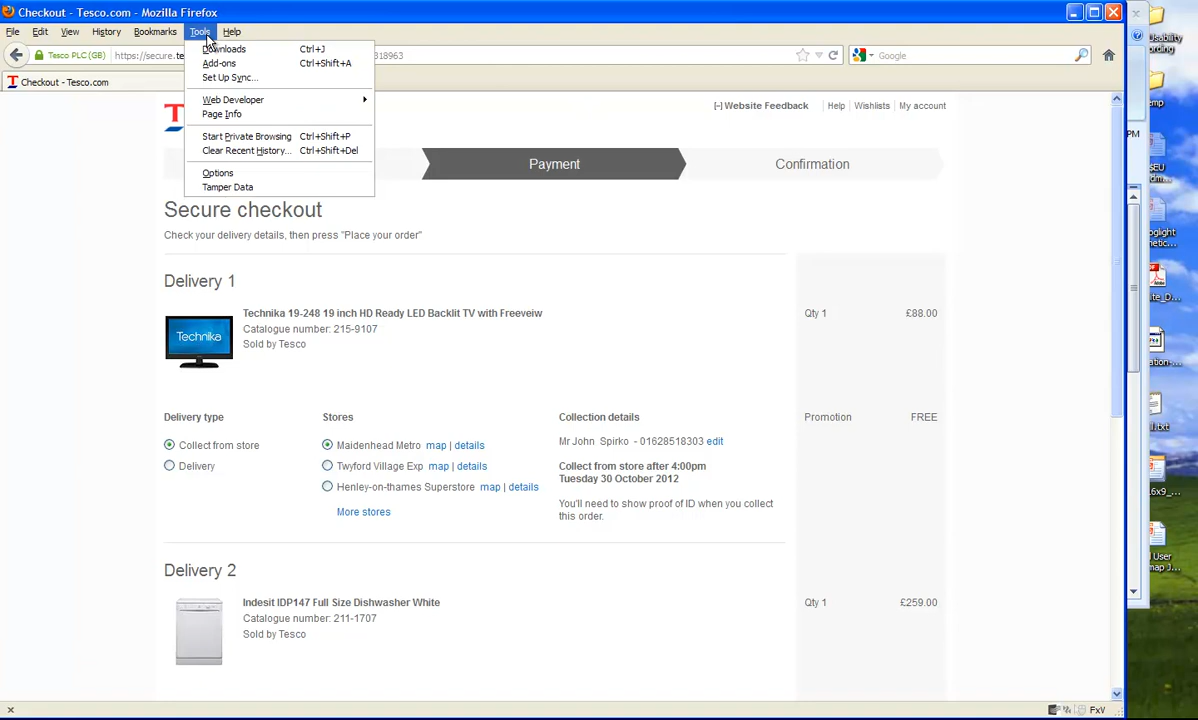 Checkout - Tesco.com - Mozilla Firefox
File Edit View History Bookmarks Tools Help
Tesco PLC (GB) https://secure.te 318963 Google
Checkout - Tesco.com
Downloads Ctrl+J
Add-ons Ctrl+Shift+A
Set Up Sync...
Web Developer
Page Info
Start Private Browsing Ctrl+Shift+P
Clear Recent History... Ctrl+Shift+Del
Options
Tamper Data
[-] Website Feedback Help Wishlists My account
Payment Confirmation
Secure checkout
Check your delivery details, then press "Place your order"
Delivery 1
Technika 19-248 19 inch HD Ready LED Backlit TV with Freeveiw Qty 1 £88.00
Catalogue number: 215-9107
Sold by Tesco
Technika
Delivery type Stores Collection details Promotion FREE
Collect from store Maidenhead Metro map | details Mr John Spirko - 01628518303 edit
Delivery Twyford Village Exp map | details Collect from store after 4:00pm
Tuesday 30 October 2012
Henley-on-thames Superstore map | details You'll need to show proof of ID when you collect
this order.
More stores
Delivery 2
Indesit IDP147 Full Size Dishwasher White Qty 1 £259.00
Catalogue number: 211-1707
Sold by Tesco
FxV